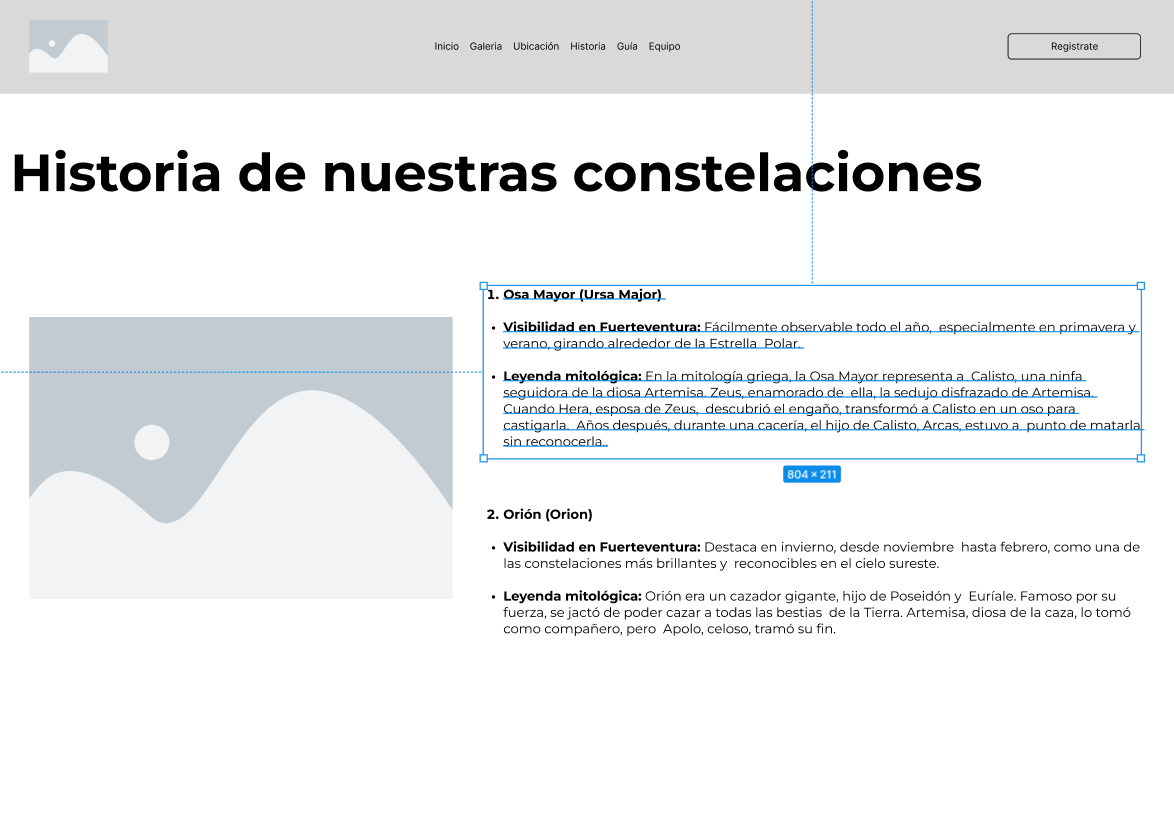 Inicio Galeria Ubicación Historia Guía Equipo Registrate
Historia de nuestras constelaciones
1. Osa Mayor (Ursa Major)
• Visibilidad en Fuerteventura: Fácilmente observable todo el año,  especialmente en primavera y
verano, girando alrededor de la Estrella  Polar.
• Leyenda mitológica: En la mitología griega, la Osa Mayor representa a  Calisto, una ninfa
seguidora de la diosa Artemisa. Zeus, enamorado de  ella, la sedujo disfrazado de Artemisa.
Cuando Hera, esposa de Zeus,  descubrió el engaño, transformó a Calisto en un oso para
castigarla.  Años después, durante una cacería, el hijo de Calisto, Arcas, estuvo a  punto de matarla
sin reconocerla..
804 × 211
2. Orión (Orion)
• Visibilidad en Fuerteventura: Destaca en invierno, desde noviembre  hasta febrero, como una de
las constelaciones más brillantes y  reconocibles en el cielo sureste.
• Leyenda mitológica: Orión era un cazador gigante, hijo de Poseidón y  Euríale. Famoso por su
fuerza, se jactó de poder cazar a todas las bestias  de la Tierra. Artemisa, diosa de la caza, lo tomó
como compañero, pero  Apolo, celoso, tramó su fin.